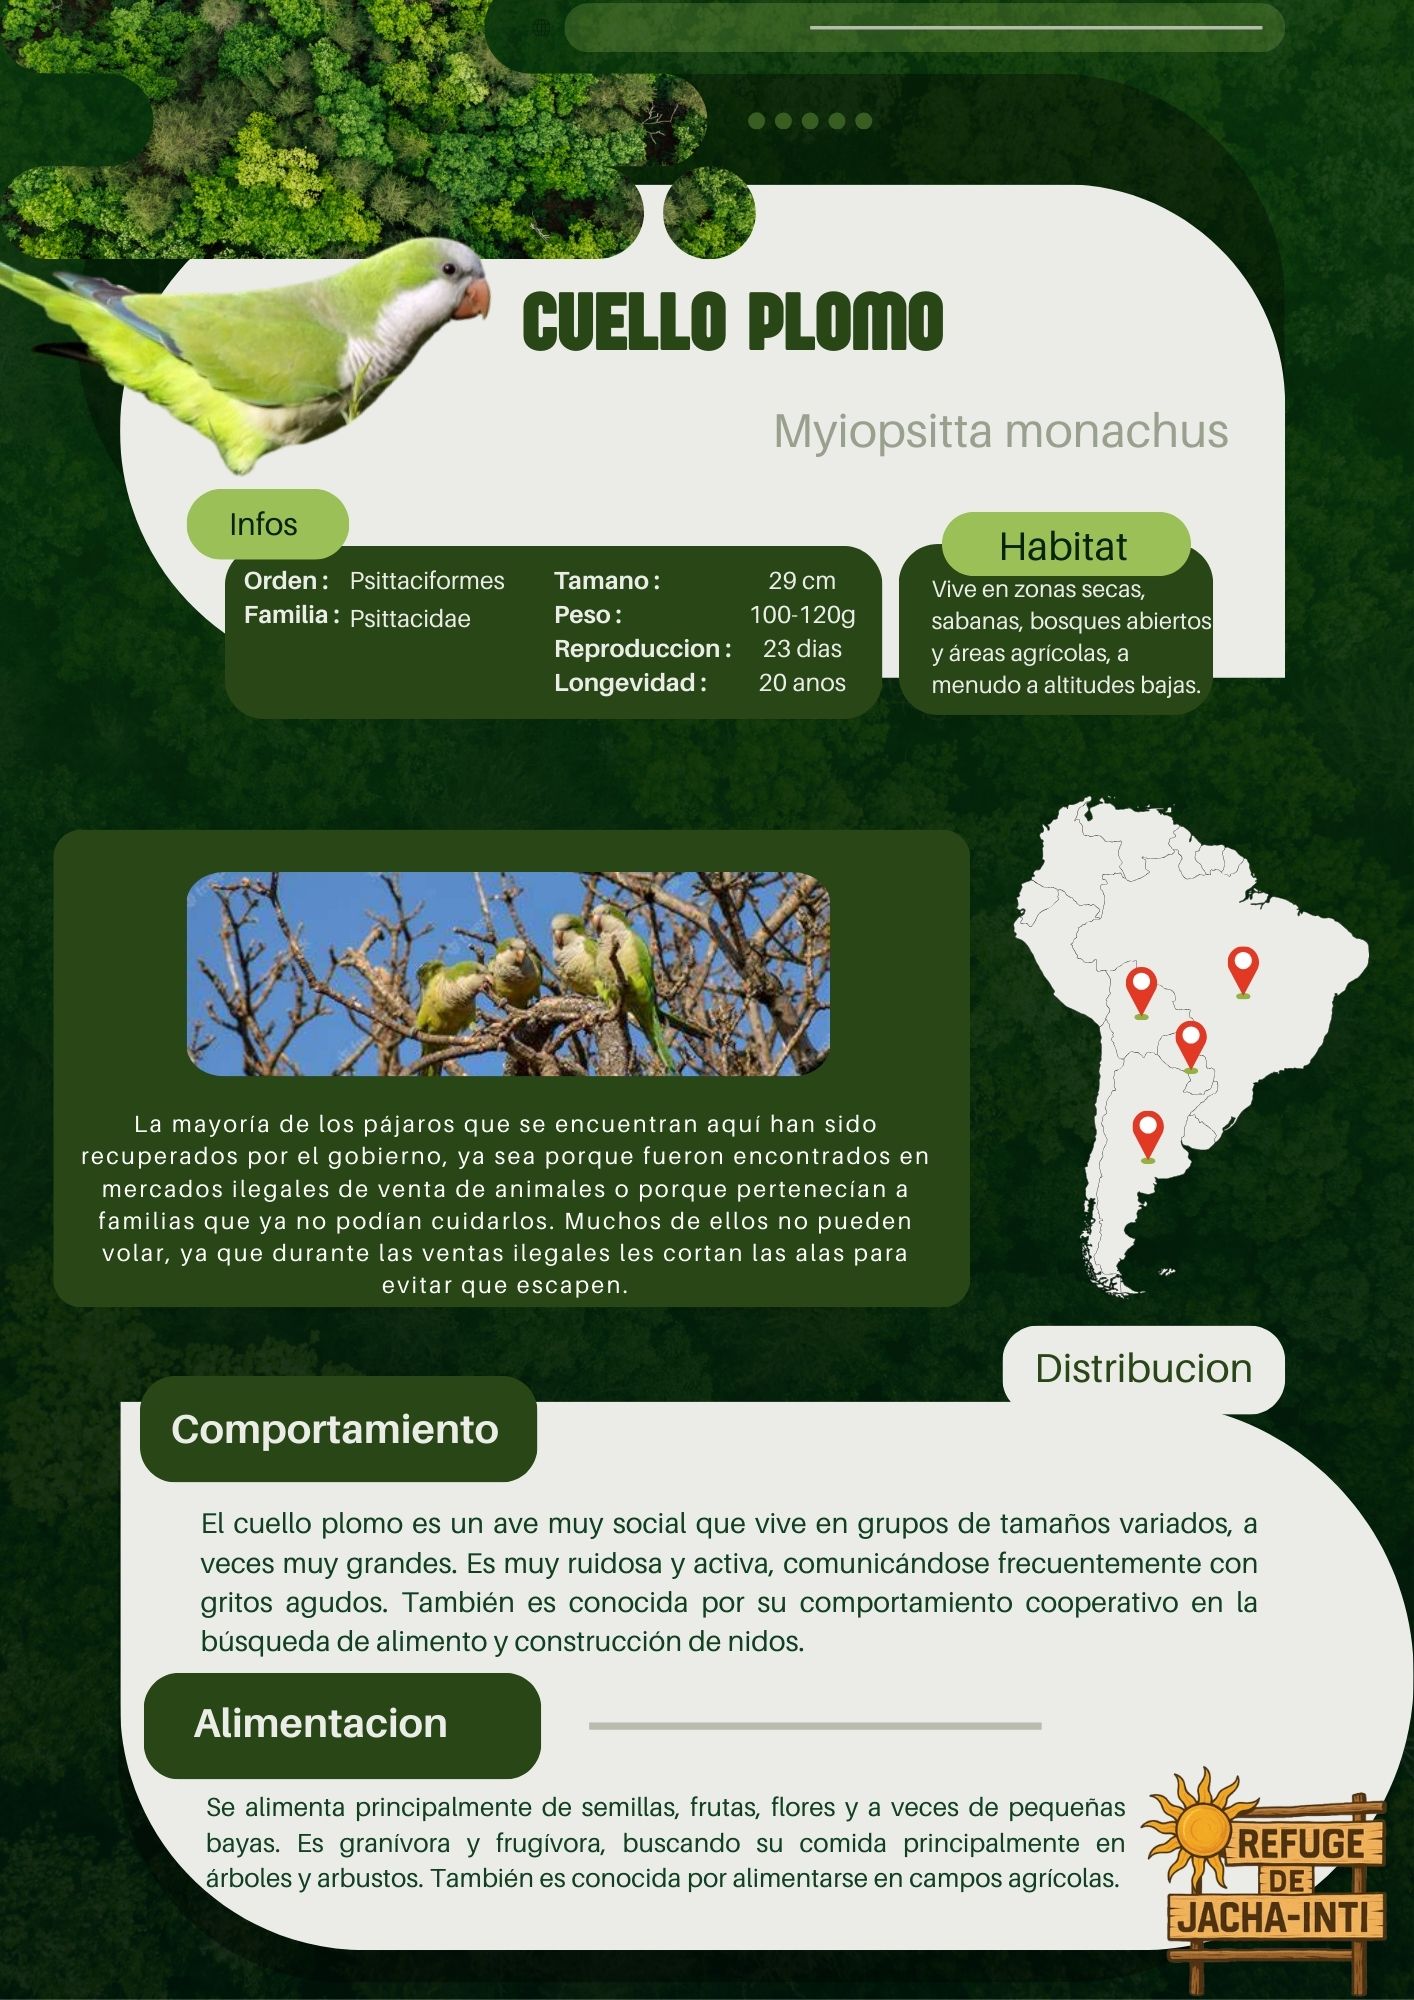 CUELLO PLOMO
Myiopsitta monachus
Infos
Orden : Psittaciformes
Familia : Psittacidae
Tamano : 29 cm
Peso : 100-120g
Reproduccion : 23 dias
Longevidad : 20 anos
Habitat
Vive en zonas secas,
sabanas, bosques abiertos
y áreas agrícolas, a
menudo a altitudes bajas.
La mayoría de los pájaros que se encuentran aquí han sido
recuperados por el gobierno, ya sea porque fueron encontrados en
mercados ilegales de venta de animales o porque pertenecían a
familias que ya no podían cuidarlos. Muchos de ellos no pueden
volar, ya que durante las ventas ilegales les cortan las alas para
evitar que escapen.
Distribucion
Comportamiento
El cuello plomo es un ave muy social que vive en grupos de tamaños variados, a
veces muy grandes. Es muy ruidosa y activa, comunicándose frecuentemente con
gritos agudos. También es conocida por su comportamiento cooperativo en la
búsqueda de alimento y construcción de nidos.
Alimentacion
Se alimenta principalmente de semillas, frutas, flores y a veces de pequeñas
bayas. Es granívora y frugívora, buscando su comida principalmente en
árboles y arbustos. También es conocida por alimentarse en campos agrícolas.
REFUGE
DE
JACHA-INTI